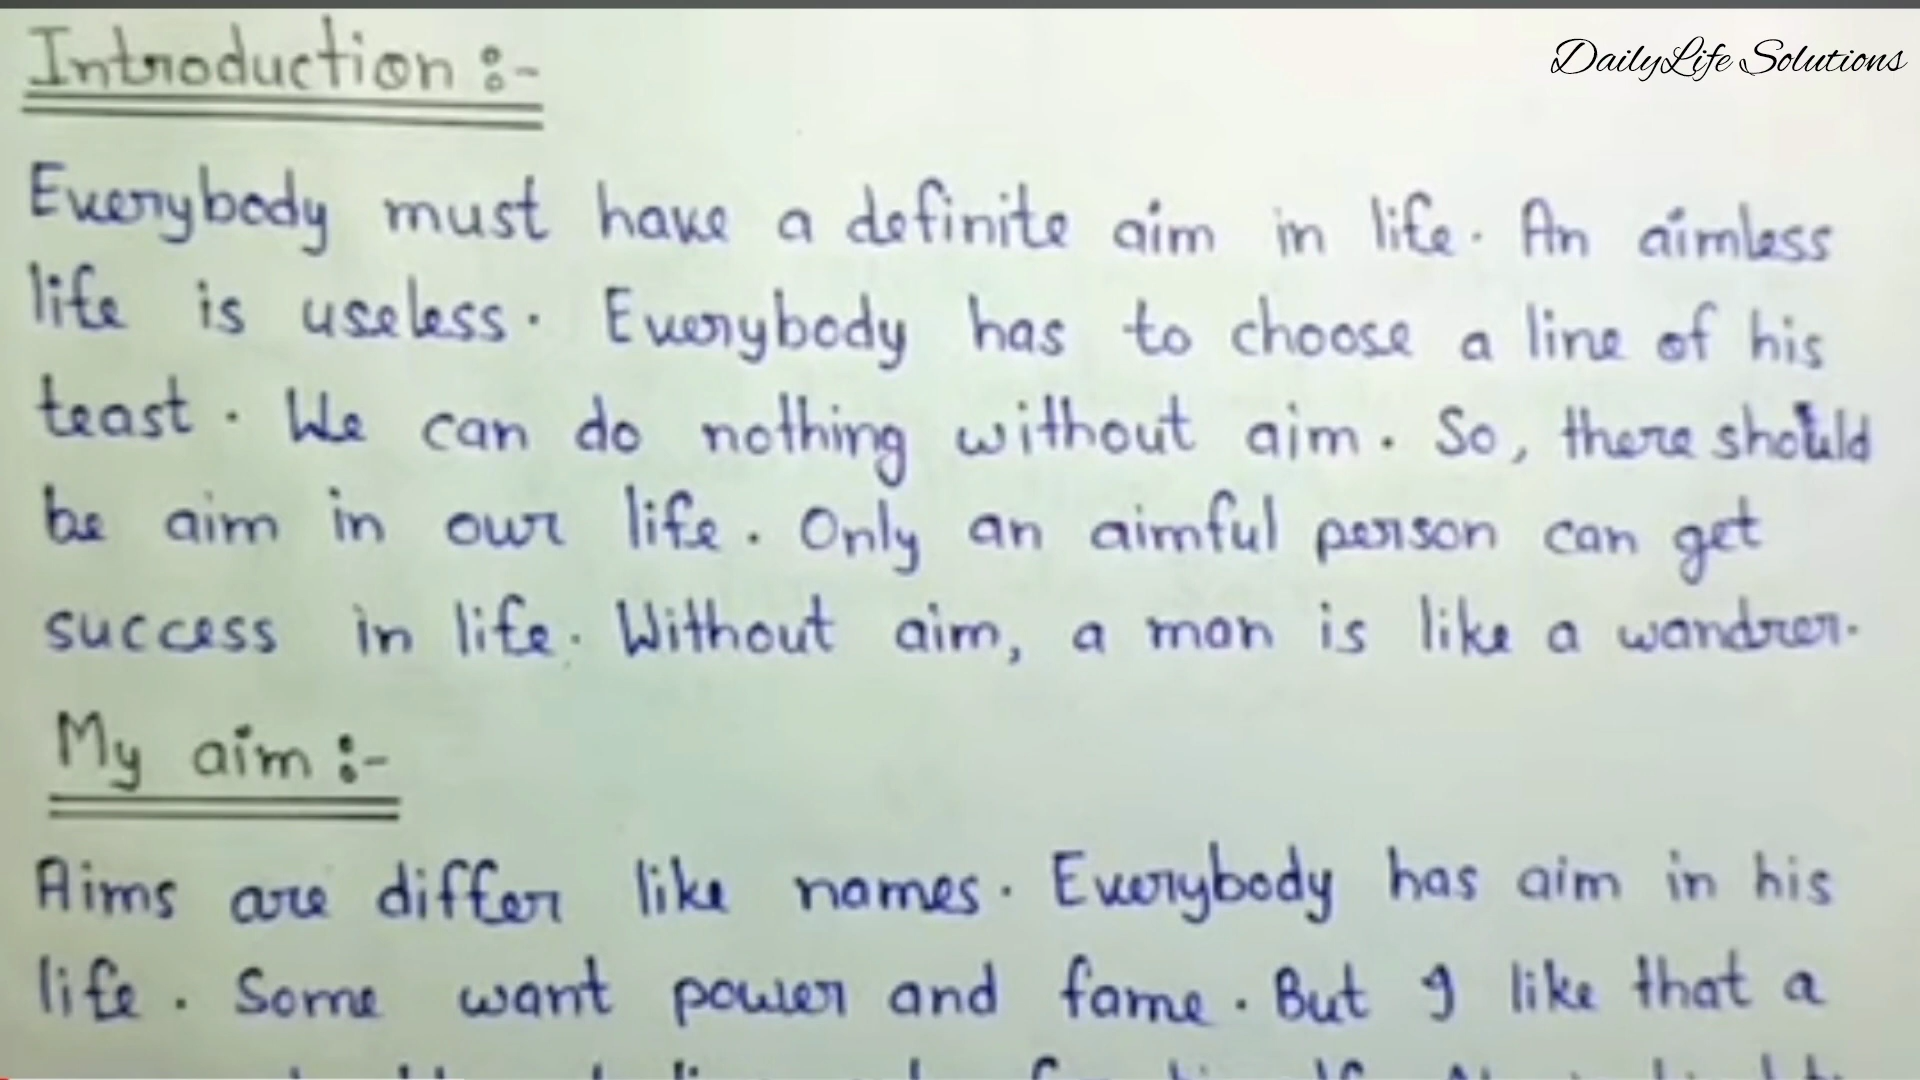 Introduction :-
DailyLife Solutions
Everybody must have a definite aim in life. An aimless
life is useless. Everybody has to choose a line of his
teast. We can do nothing without aim. So, there should
be aim in our life. Only an aimful person can get
success in life. Without aim, a man is like a wandrer.
My aim :-
Aims are differ like names. Everybody has aim in his
life. Some want power and fame. But I like that a